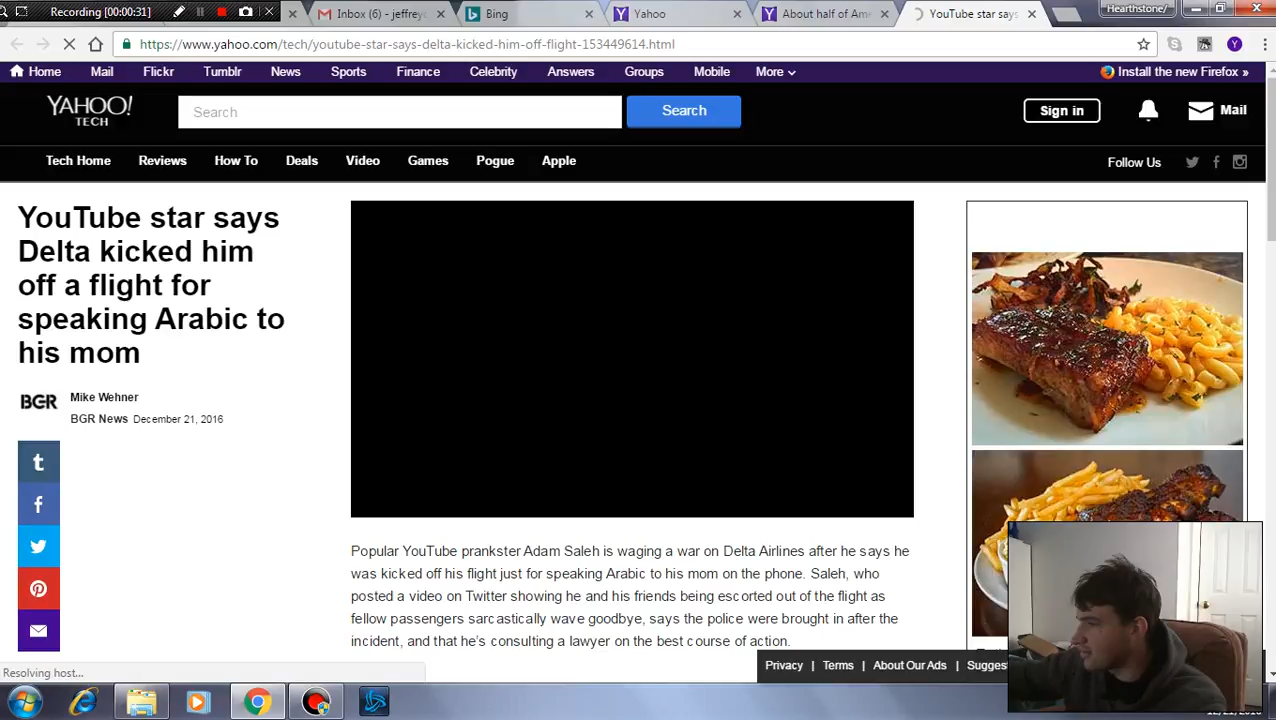 Recording [00:00:31]
Inbox (6) - jeffrey
Bing
Yahoo
About half of Am
YouTube star says
Hearthstone/
https://www.yahoo.com/tech/youtube-star-says-delta-kicked-him-off-flight-153449614.html
Home Mail Flickr Tumblr News Sports Finance Celebrity Answers Groups Mobile More Install the new Firefox »
YAHOO!
TECH
Search
Search
Sign in
Mail
Tech Home Reviews How To Deals Video Games Pogue Apple Follow Us
YouTube star says
Delta kicked him
off a flight for
speaking Arabic to
his mom
BGR
Mike Wehner
BGR News December 21, 2016
Popular YouTube prankster Adam Saleh is waging a war on Delta Airlines after he says he
was kicked off his flight just for speaking Arabic to his mom on the phone. Saleh, who
posted a video on Twitter showing he and his friends being escorted out of the flight as
fellow passengers sarcastically wave goodbye, says the police were brought in after the
incident, and that he's consulting a lawyer on the best course of action.
Privacy | Terms | About Our Ads | Sugges
Resolving host...